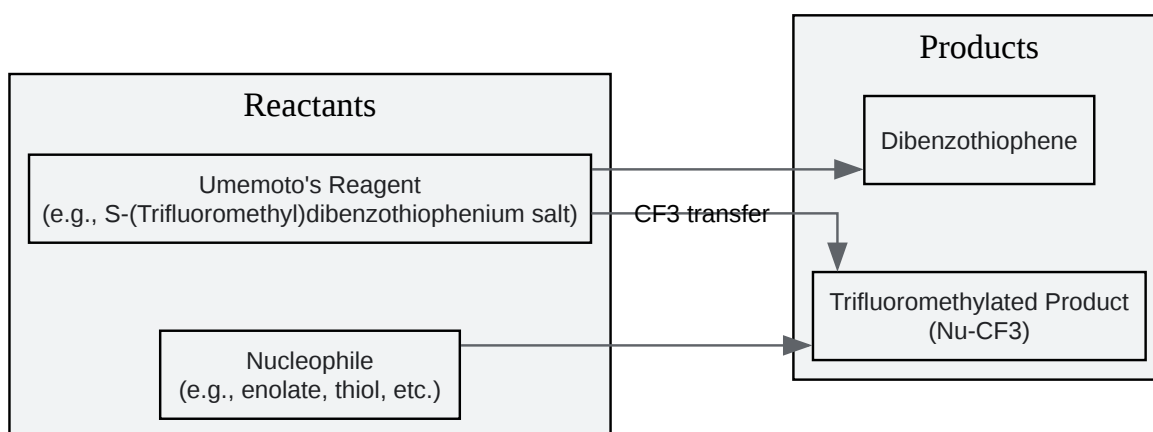 Reactants
Umemoto's Reagent
(e.g., S-(Trifluoromethyl)dibenzothiophenium salt)
Nucleophile
(e.g., enolate, thiol, etc.)
CF3 transfer
Products
Dibenzothiophene
Trifluoromethylated Product
(Nu-CF3)